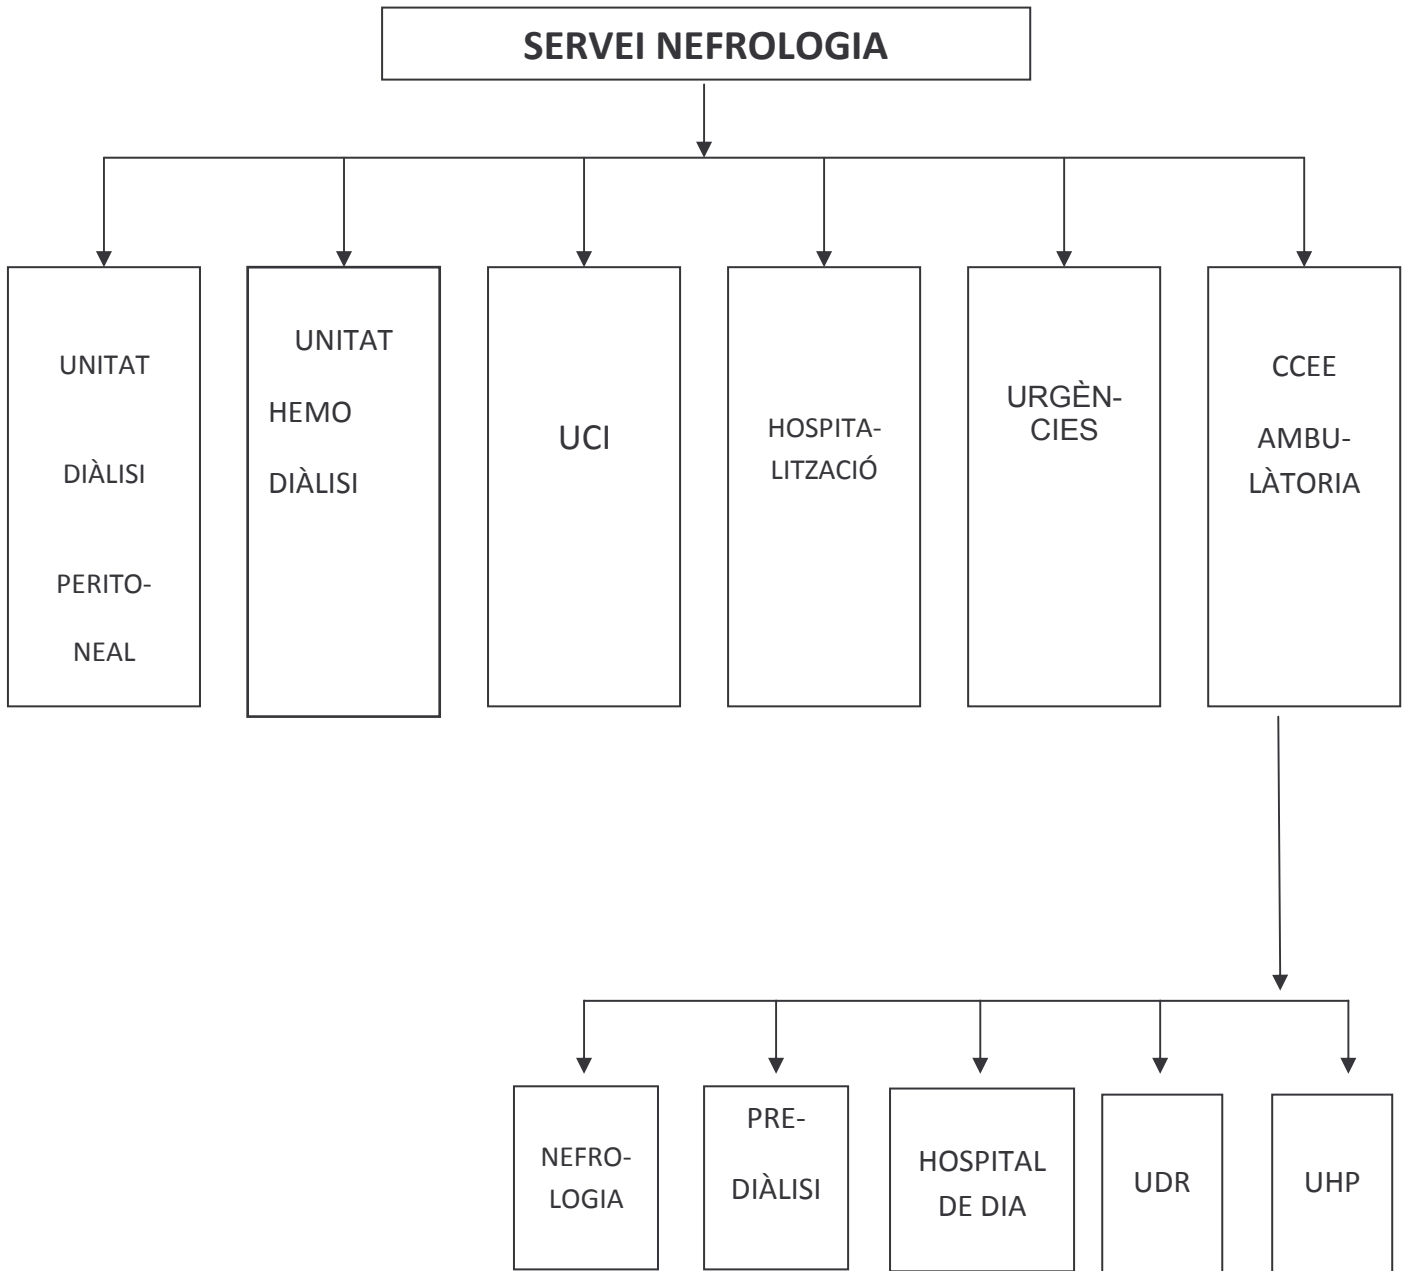 SERVEI NEFROLOGIA
UNITAT
DIÀLISI
PERITO-
NEAL
UNITAT
HEMO
DIÀLISI
UCI
HOSPITA-
LITZACIÓ
URGÈN-
CIES
CCEE
AMBU-
LÀTORIA
NEFRO-
LOGIA
PRE-
DIÀLISI
HOSPITAL
DE DIA
UDR
UHP